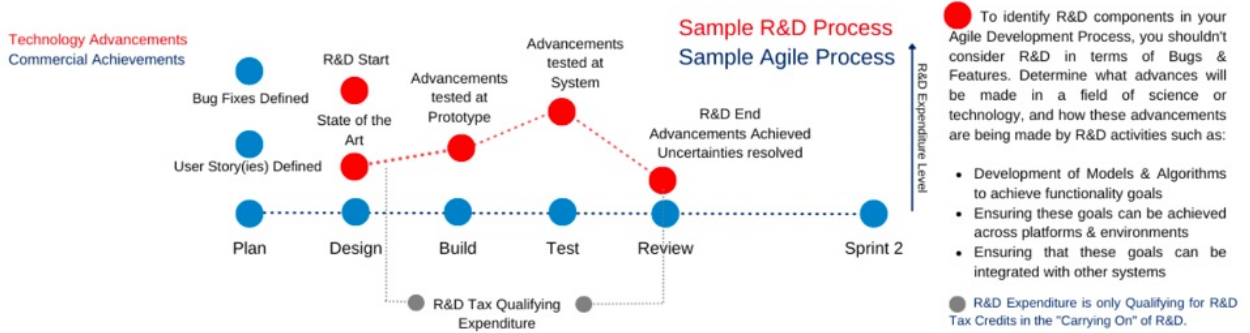 Technology Advancements
Commercial Achievements
Sample R&D Process
Sample Agile Process
Bug Fixes Defined
User Story(ies) Defined
R&D Start
State of the
Art
Advancements
tested at
Prototype
Advancements
tested at
System
R&D End
Advancements Achieved
Uncertainties resolved
R&D Expenditure Level
Plan
Design
Build
Test
Review
Sprint 2
R&D Tax Qualifying
Expenditure
To identify R&D components in your
Agile Development Process, you shouldn't
consider R&D in terms of Bugs &
Features. Determine what advances will
be made in a field of science or
technology, and how these advancements
are being made by R&D activities such as:
• Development of Models & Algorithms
to achieve functionality goals
• Ensuring these goals can be achieved
across platforms & environments
• Ensuring that these goals can be
integrated with other systems
R&D Expenditure is only Qualifying for R&D
Tax Credits in the "Carrying On" of R&D.